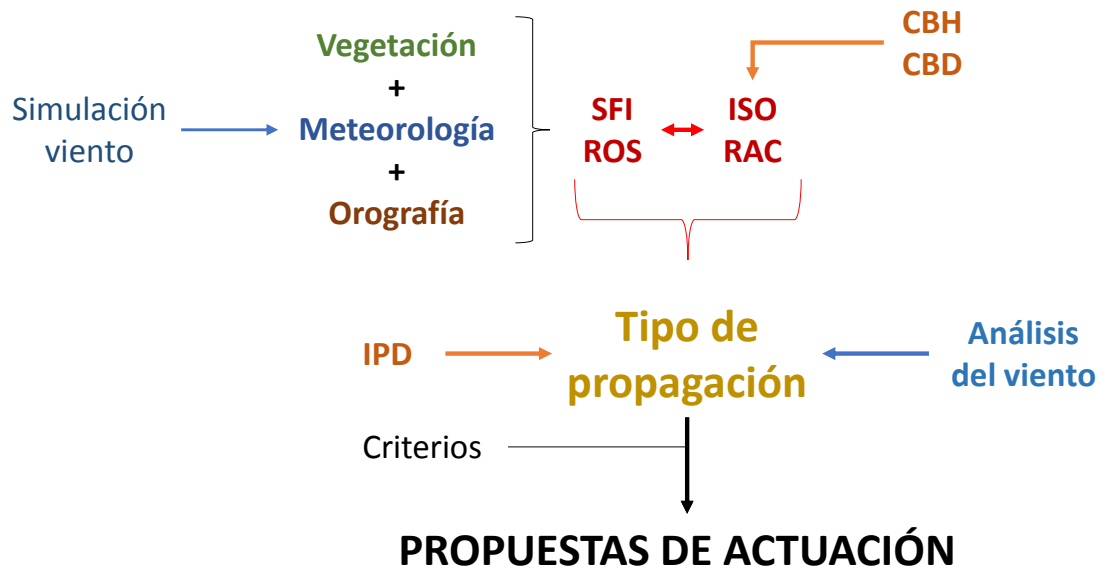 Simulación
viento
Vegetación
+
Meteorología
+
Orografía
SFI
ROS
ISO
RAC
CBH
CBD
IPD
Tipo de
propagación
Análisis
del viento
Criterios
PROPUESTAS DE ACTUACIÓN